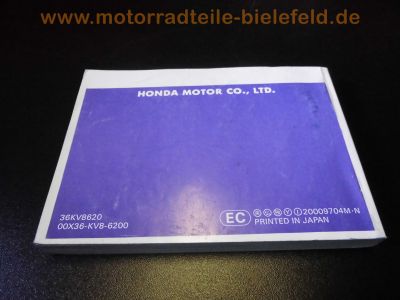 www.motorradteile-bielefeld.de
HONDA MOTOR CO., LTD.
36KV8620
00X36-KV8-6200
EC 20009704M-N
PRINTED IN JAPAN